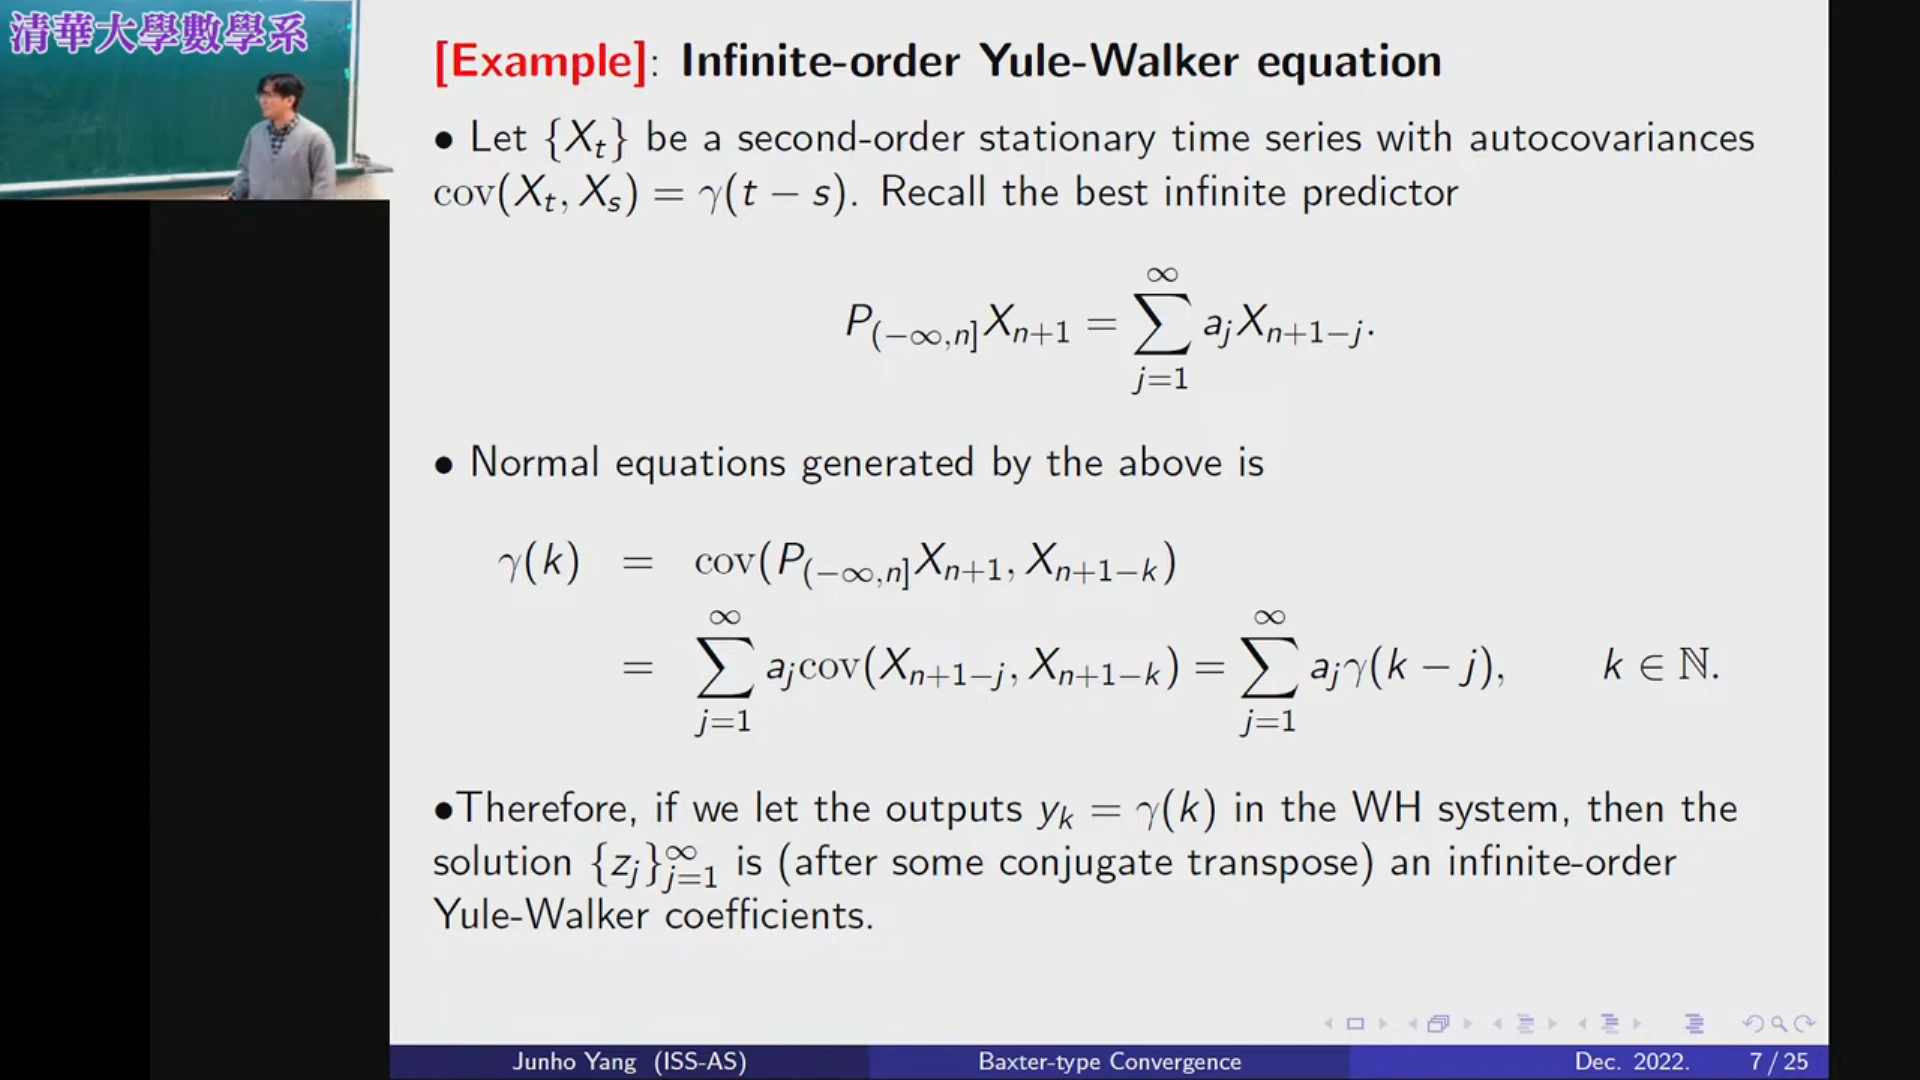 清華大學數學系
[Example]: Infinite-order Yule-Walker equation
• Let {X_t} be a second-order stationary time series with autocovariances
cov(X_t, X_s) = γ(t − s). Recall the best infinite predictor
P_{(−∞,n]}X_{n+1} = ∑_{j=1}^{∞} a_j X_{n+1−j}.
• Normal equations generated by the above is
γ(k) = cov(P_{(−∞,n]}X_{n+1}, X_{n+1−k})
= ∑_{j=1}^{∞} a_j cov(X_{n+1−j}, X_{n+1−k}) = ∑_{j=1}^{∞} a_j γ(k − j), k ∈ ℕ.
•Therefore, if we let the outputs y_k = γ(k) in the WH system, then the
solution {z_j}_{j=1}^{∞} is (after some conjugate transpose) an infinite-order
Yule-Walker coefficients.
Junho Yang (ISS-AS) Baxter-type Convergence Dec. 2022. 7 / 25